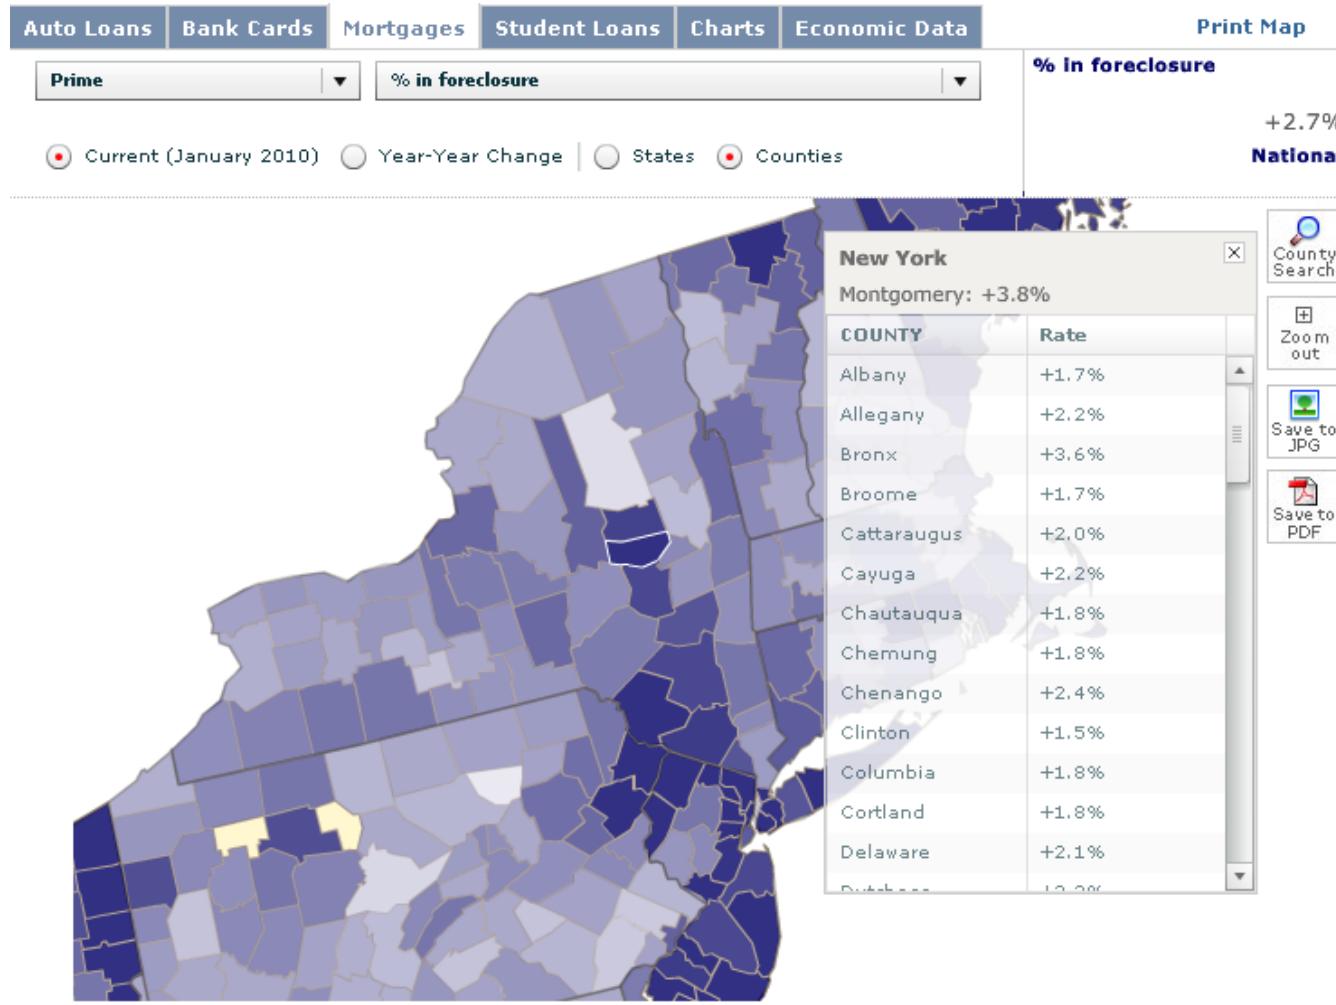 Auto Loans Bank Cards Mortgages Student Loans Charts Economic Data Print Map
Prime % in foreclosure
% in foreclosure
+2.7%
Nationa
Current (January 2010) Year-Year Change States Counties
New York
Montgomery: +3.8%
COUNTY Rate
Albany +1.7%
Allegany +2.2%
Bronx +3.6%
Broome +1.7%
Cattaraugus +2.0%
Cayuga +2.2%
Chautauqua +1.8%
Chemung +1.8%
Chenango +2.4%
Clinton +1.5%
Columbia +1.8%
Cortland +1.8%
Delaware +2.1%
County
Search
Zoom
out
Save to
JPG
Save to
PDF